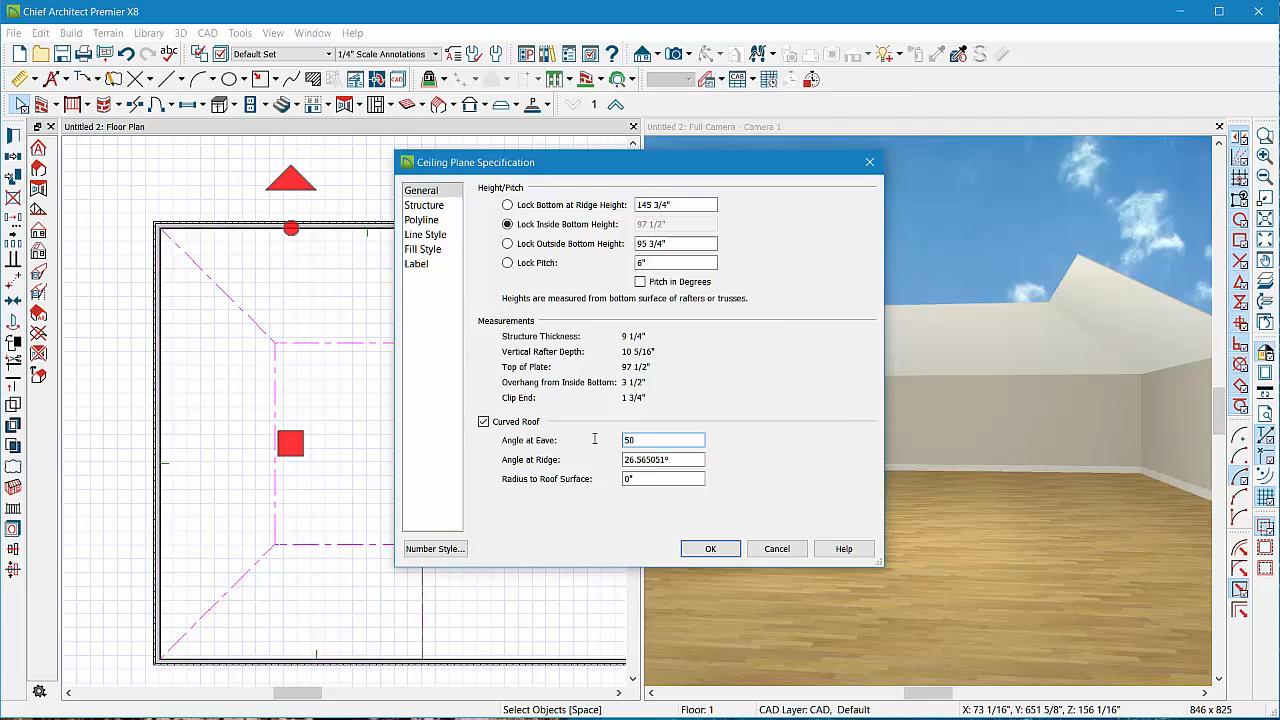 Chief Architect Premier X8
File Edit Build Terrain Library 3D CAD Tools View Window Help
Default Set 1/4" Scale Annotations
1
Untitled 2: Floor Plan
Untitled 2: Full Camera - Camera 1
Ceiling Plane Specification
General
Structure
Polyline
Line Style
Fill Style
Label
Height/Pitch
Lock Bottom at Ridge Height: 145 3/4"
Lock Inside Bottom Height: 97 1/2"
Lock Outside Bottom Height: 95 3/4"
Lock Pitch: 6"
Pitch in Degrees
Heights are measured from bottom surface of rafters or trusses.
Measurements
Structure Thickness: 9 1/4"
Vertical Rafter Depth: 10 5/16"
Top of Plate: 97 1/2"
Overhang from Inside Bottom: 3 1/2"
Clip End: 1 3/4"
Curved Roof
Angle at Eave: 50
Angle at Ridge: 26.565051°
Radius to Roof Surface: 0"
Number Style... OK Cancel Help
Select Objects [Space] Floor: 1 CAD Layer: CAD, Default X: 73 1/16", Y: 651 5/8", Z: 156 1/16" 846 x 825